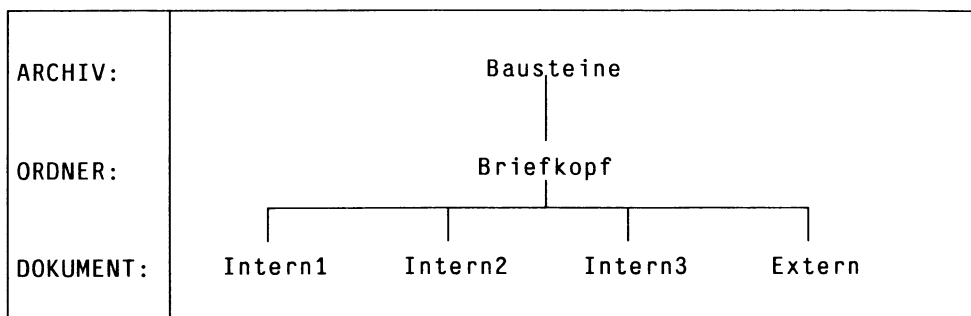 ARCHIV: Bausteine
ORDNER: Briefkopf
DOKUMENT: Intern1 Intern2 Intern3 Extern